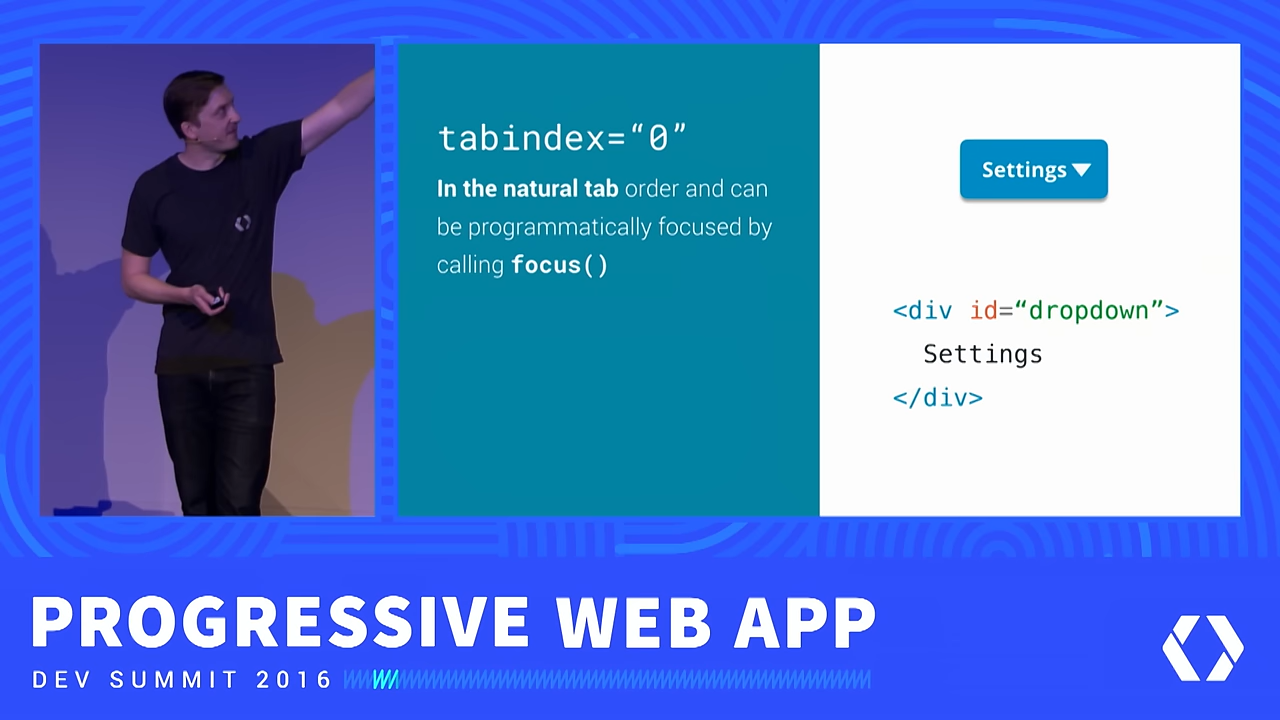 tabindex=“0”
In the natural tab order and can
be programmatically focused by
calling focus()
Settings
<div id=“dropdown”>
Settings
</div>
PROGRESSIVE WEB APP
DEV SUMMIT 2016